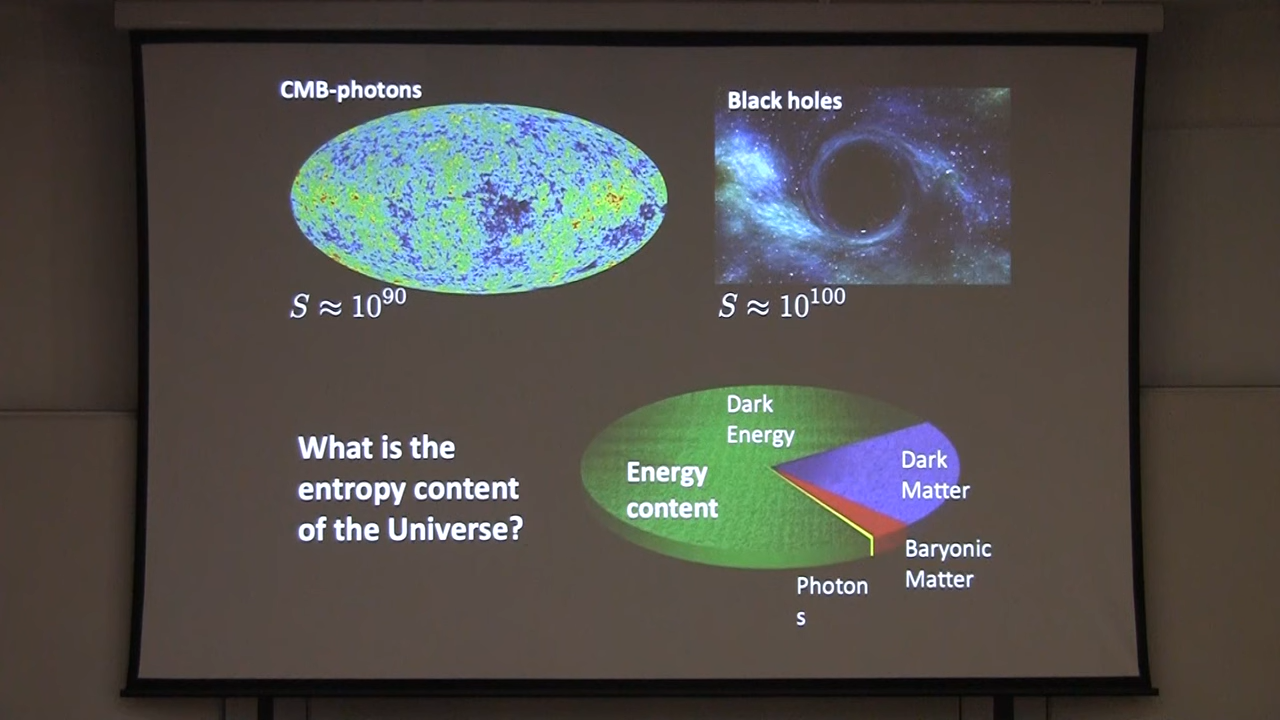 CMB-photons
Black holes
S ≈ 10^90
S ≈ 10^100
What is the
entropy content
of the Universe?
Dark
Energy
Energy
content
Dark
Matter
Baryonic
Matter
Photon
s